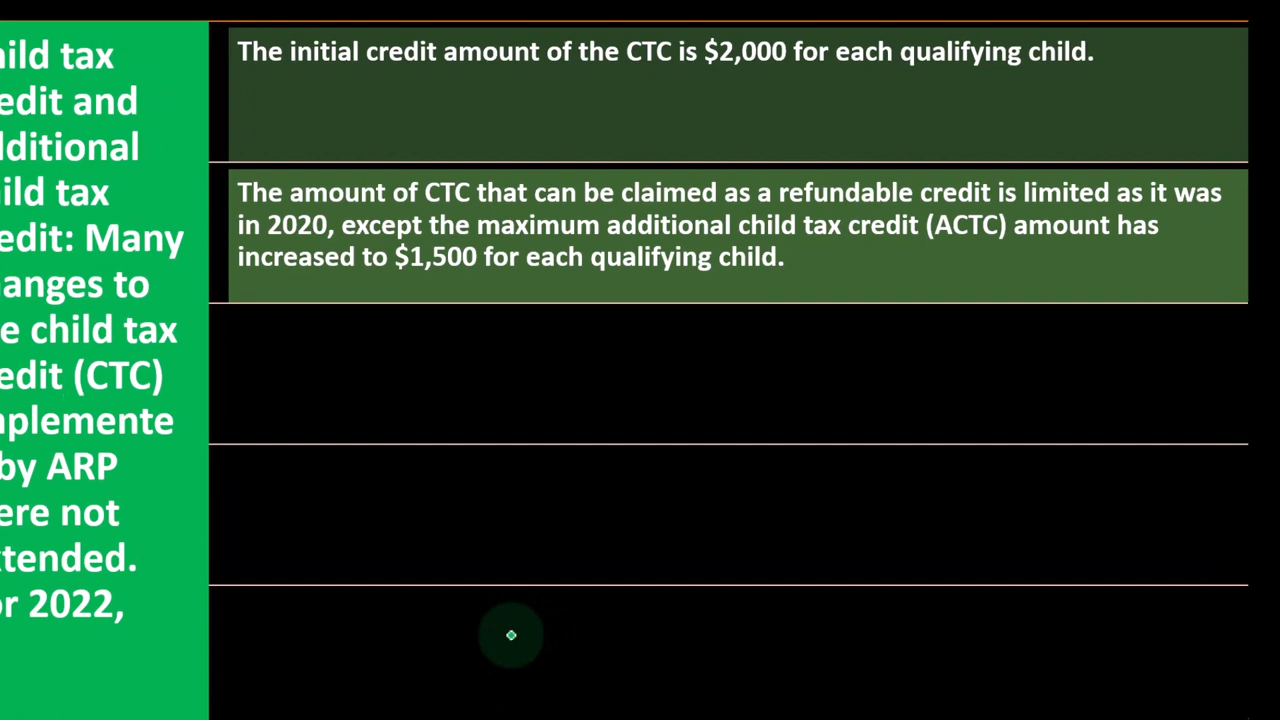 ild tax
edit and
ditional
ild tax
edit: Many
anges to
e child tax
edit (CTC)
plemente
by ARP
ere not
tended.
r 2022,
The initial credit amount of the CTC is $2,000 for each qualifying child.
The amount of CTC that can be claimed as a refundable credit is limited as it was
in 2020, except the maximum additional child tax credit (ACTC) amount has
increased to $1,500 for each qualifying child.